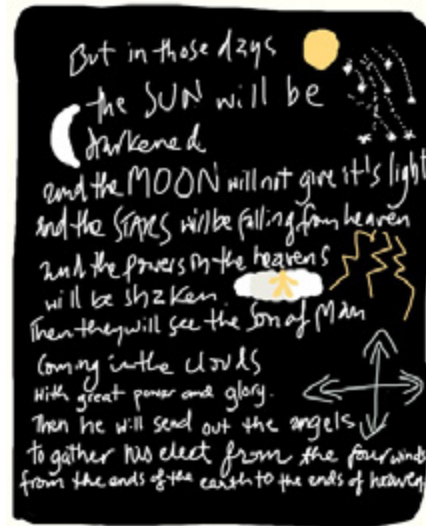 But in those days
the SUN will be
darkened
and the MOON will not give it's light
and the STARS will be falling from heaven
and the powers in the heavens
will be shaken.
Then they will see the Son of Man
Coming in the clouds
with great power and glory.
Then he will send out the angels
to gather his elect from the four winds
from the ends of the earth to the ends of heaven